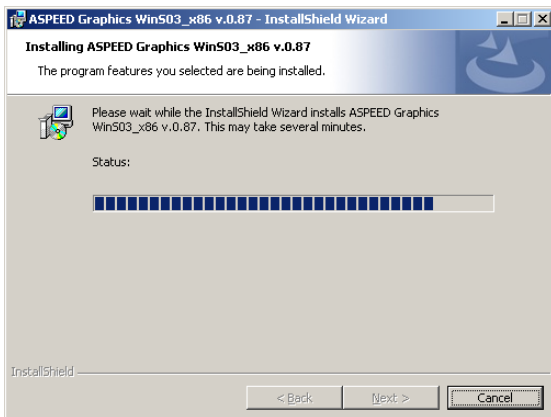 ASPEED Graphics WinS03_x86 v.0.87 - InstallShield Wizard
Installing ASPEED Graphics WinS03_x86 v.0.87
The program features you selected are being installed.
Please wait while the InstallShield Wizard installs ASPEED Graphics
WinS03_x86 v.0.87. This may take several minutes.
Status:
InstallShield
< Back
Next >
Cancel